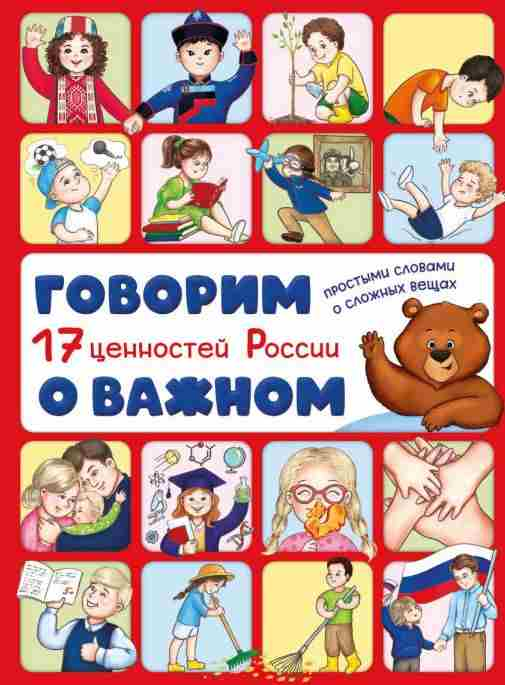 ГОВОРИМ
простыми словами
о сложных вещах
17 ценностей России
О ВАЖНОМ